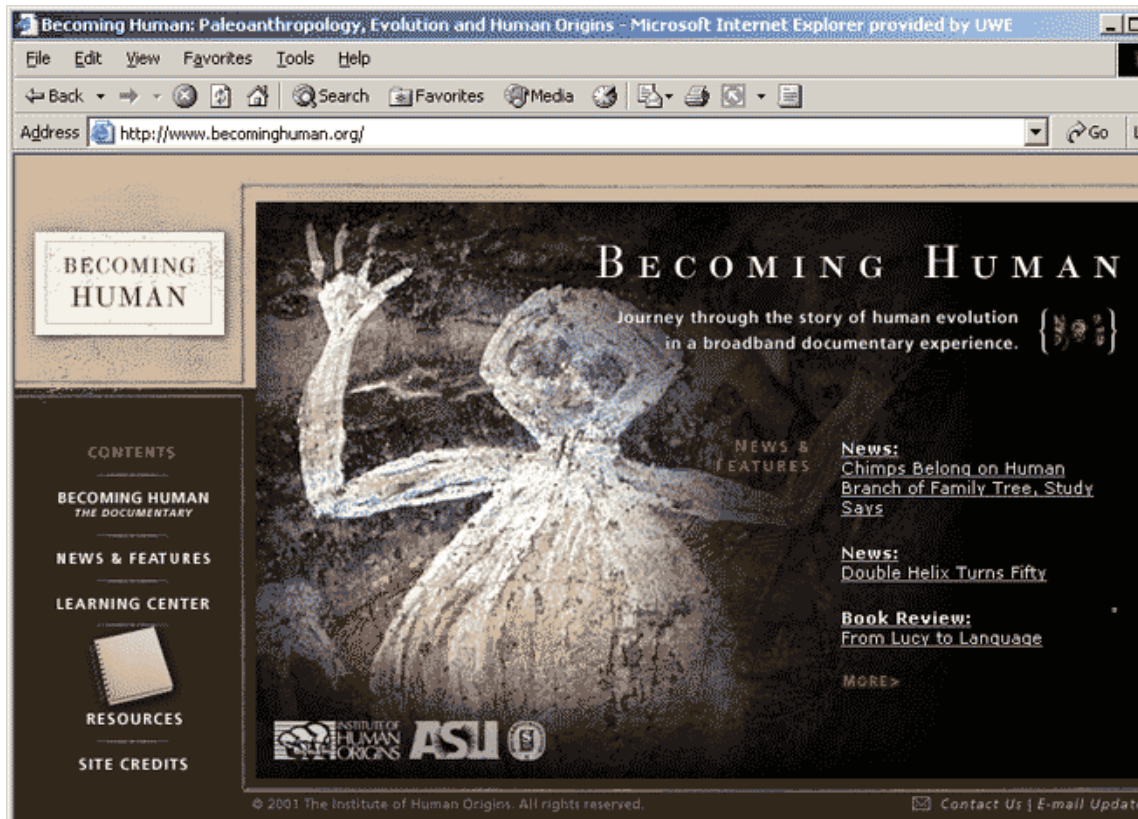 Becoming Human: Paleoanthropology, Evolution and Human Origins - Microsoft Internet Explorer provided by UWE
File Edit View Favorites Tools Help
Back Search Favorites Media
Address http://www.becominghuman.org/ Go
BECOMING
HUMAN
BECOMING HUMAN
Journey through the story of human evolution
in a broadband documentary experience.
CONTENTS
BECOMING HUMAN
THE DOCUMENTARY
NEWS & FEATURES
LEARNING CENTER
RESOURCES
SITE CREDITS
NEWS &
FEATURES
News:
Chimps Belong on Human
Branch of Family Tree, Study
Says
News:
Double Helix Turns Fifty
Book Review:
From Lucy to Language
MORE>
INSTITUTE OF
HUMAN
ORIGINS
ASU
© 2001 The Institute of Human Origins. All rights reserved.
Contact Us | E-mail Update